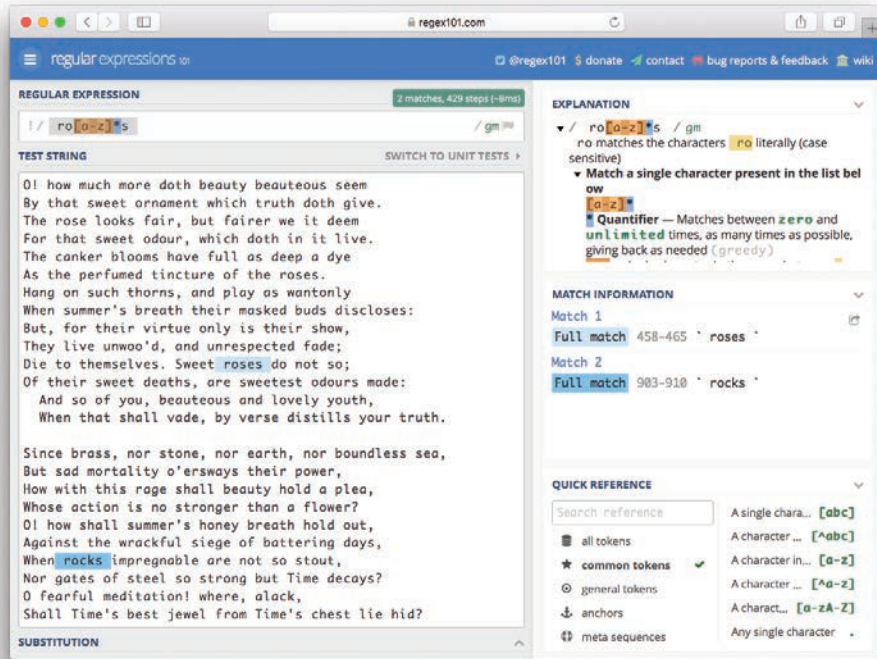 regex101.com
regular expressions 101
@regex101 $ donate contact bug reports & feedback wiki
REGULAR EXPRESSION
2 matches, 429 steps (~8ms)
/ ro[a-z]*s / gm
TEST STRING
SWITCH TO UNIT TESTS
O! how much more doth beauty beauteous seem
By that sweet ornament which truth doth give.
The rose looks fair, but fairer we it deem
For that sweet odour, which doth in it live.
The canker blooms have full as deep a dye
As the perfumed tincture of the roses.
Hang on such thorns, and play as wantonly
When summer's breath their masked buds discloses:
But, for their virtue only is their show,
They live unwoo'd, and unrespected fade;
Die to themselves. Sweet roses do not so;
Of their sweet deaths, are sweetest odours made:
And so of you, beauteous and lovely youth,
When that shall vade, by verse distills your truth.
Since brass, nor stone, nor earth, nor boundless sea,
But sad mortality o'ersways their power,
How with this rage shall beauty hold a plea,
Whose action is no stronger than a flower?
O! how shall summer's honey breath hold out,
Against the wrackful siege of battering days,
When rocks impregnable are not so stout,
Nor gates of steel so strong but Time decays?
O fearful meditation! where, alack,
Shall Time's best jewel from Time's chest lie hid?
SUBSTITUTION
EXPLANATION
/ ro[a-z]*s / gm
ro matches the characters ro literally (case
sensitive)
Match a single character present in the list bel
ow
[a-z]*
* Quantifier — Matches between zero and
unlimited times, as many times as possible,
giving back as needed (greedy)
MATCH INFORMATION
Match 1
Full match 458-465 ` roses `
Match 2
Full match 903-910 ` rocks `
QUICK REFERENCE
Search reference
all tokens
common tokens
general tokens
anchors
meta sequences
A single chara... [abc]
A character ... [^abc]
A character in... [a-z]
A character ... [^a-z]
A charact... [a-zA-Z]
Any single character .